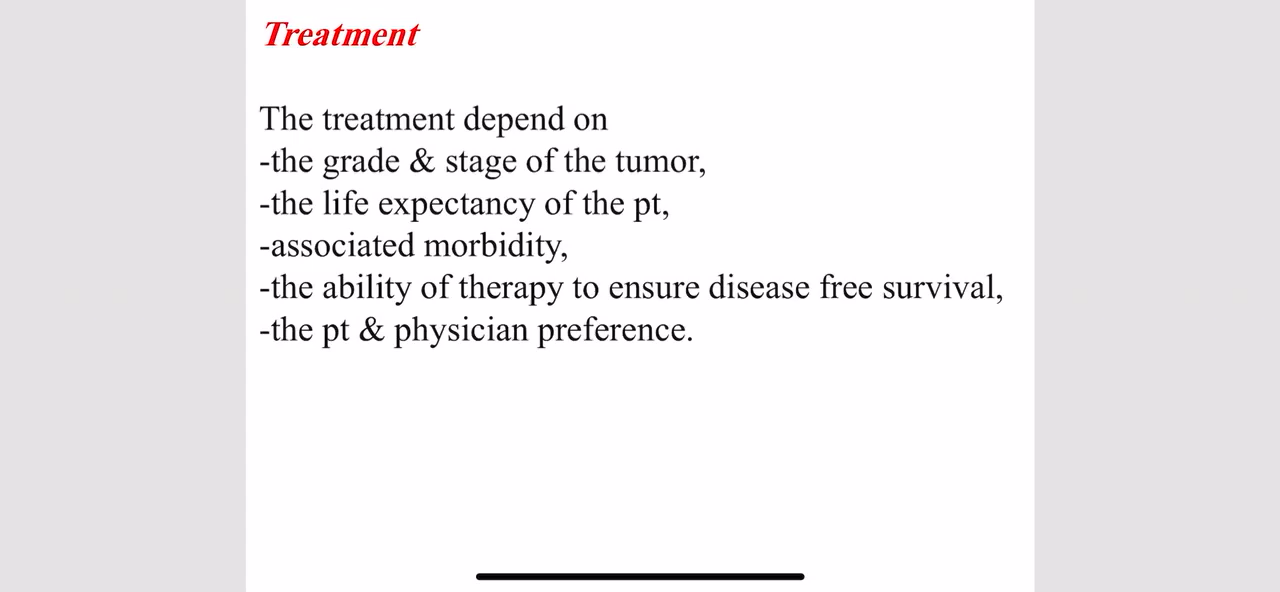 Treatment
The treatment depend on
-the grade & stage of the tumor,
-the life expectancy of the pt,
-associated morbidity,
-the ability of therapy to ensure disease free survival,
-the pt & physician preference.